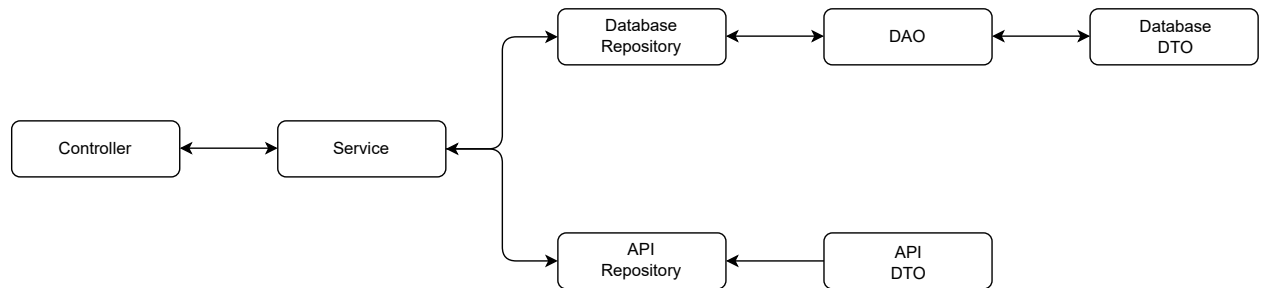 Database
Repository
DAO
Database
DTO
Controller
Service
API
Repository
API
DTO